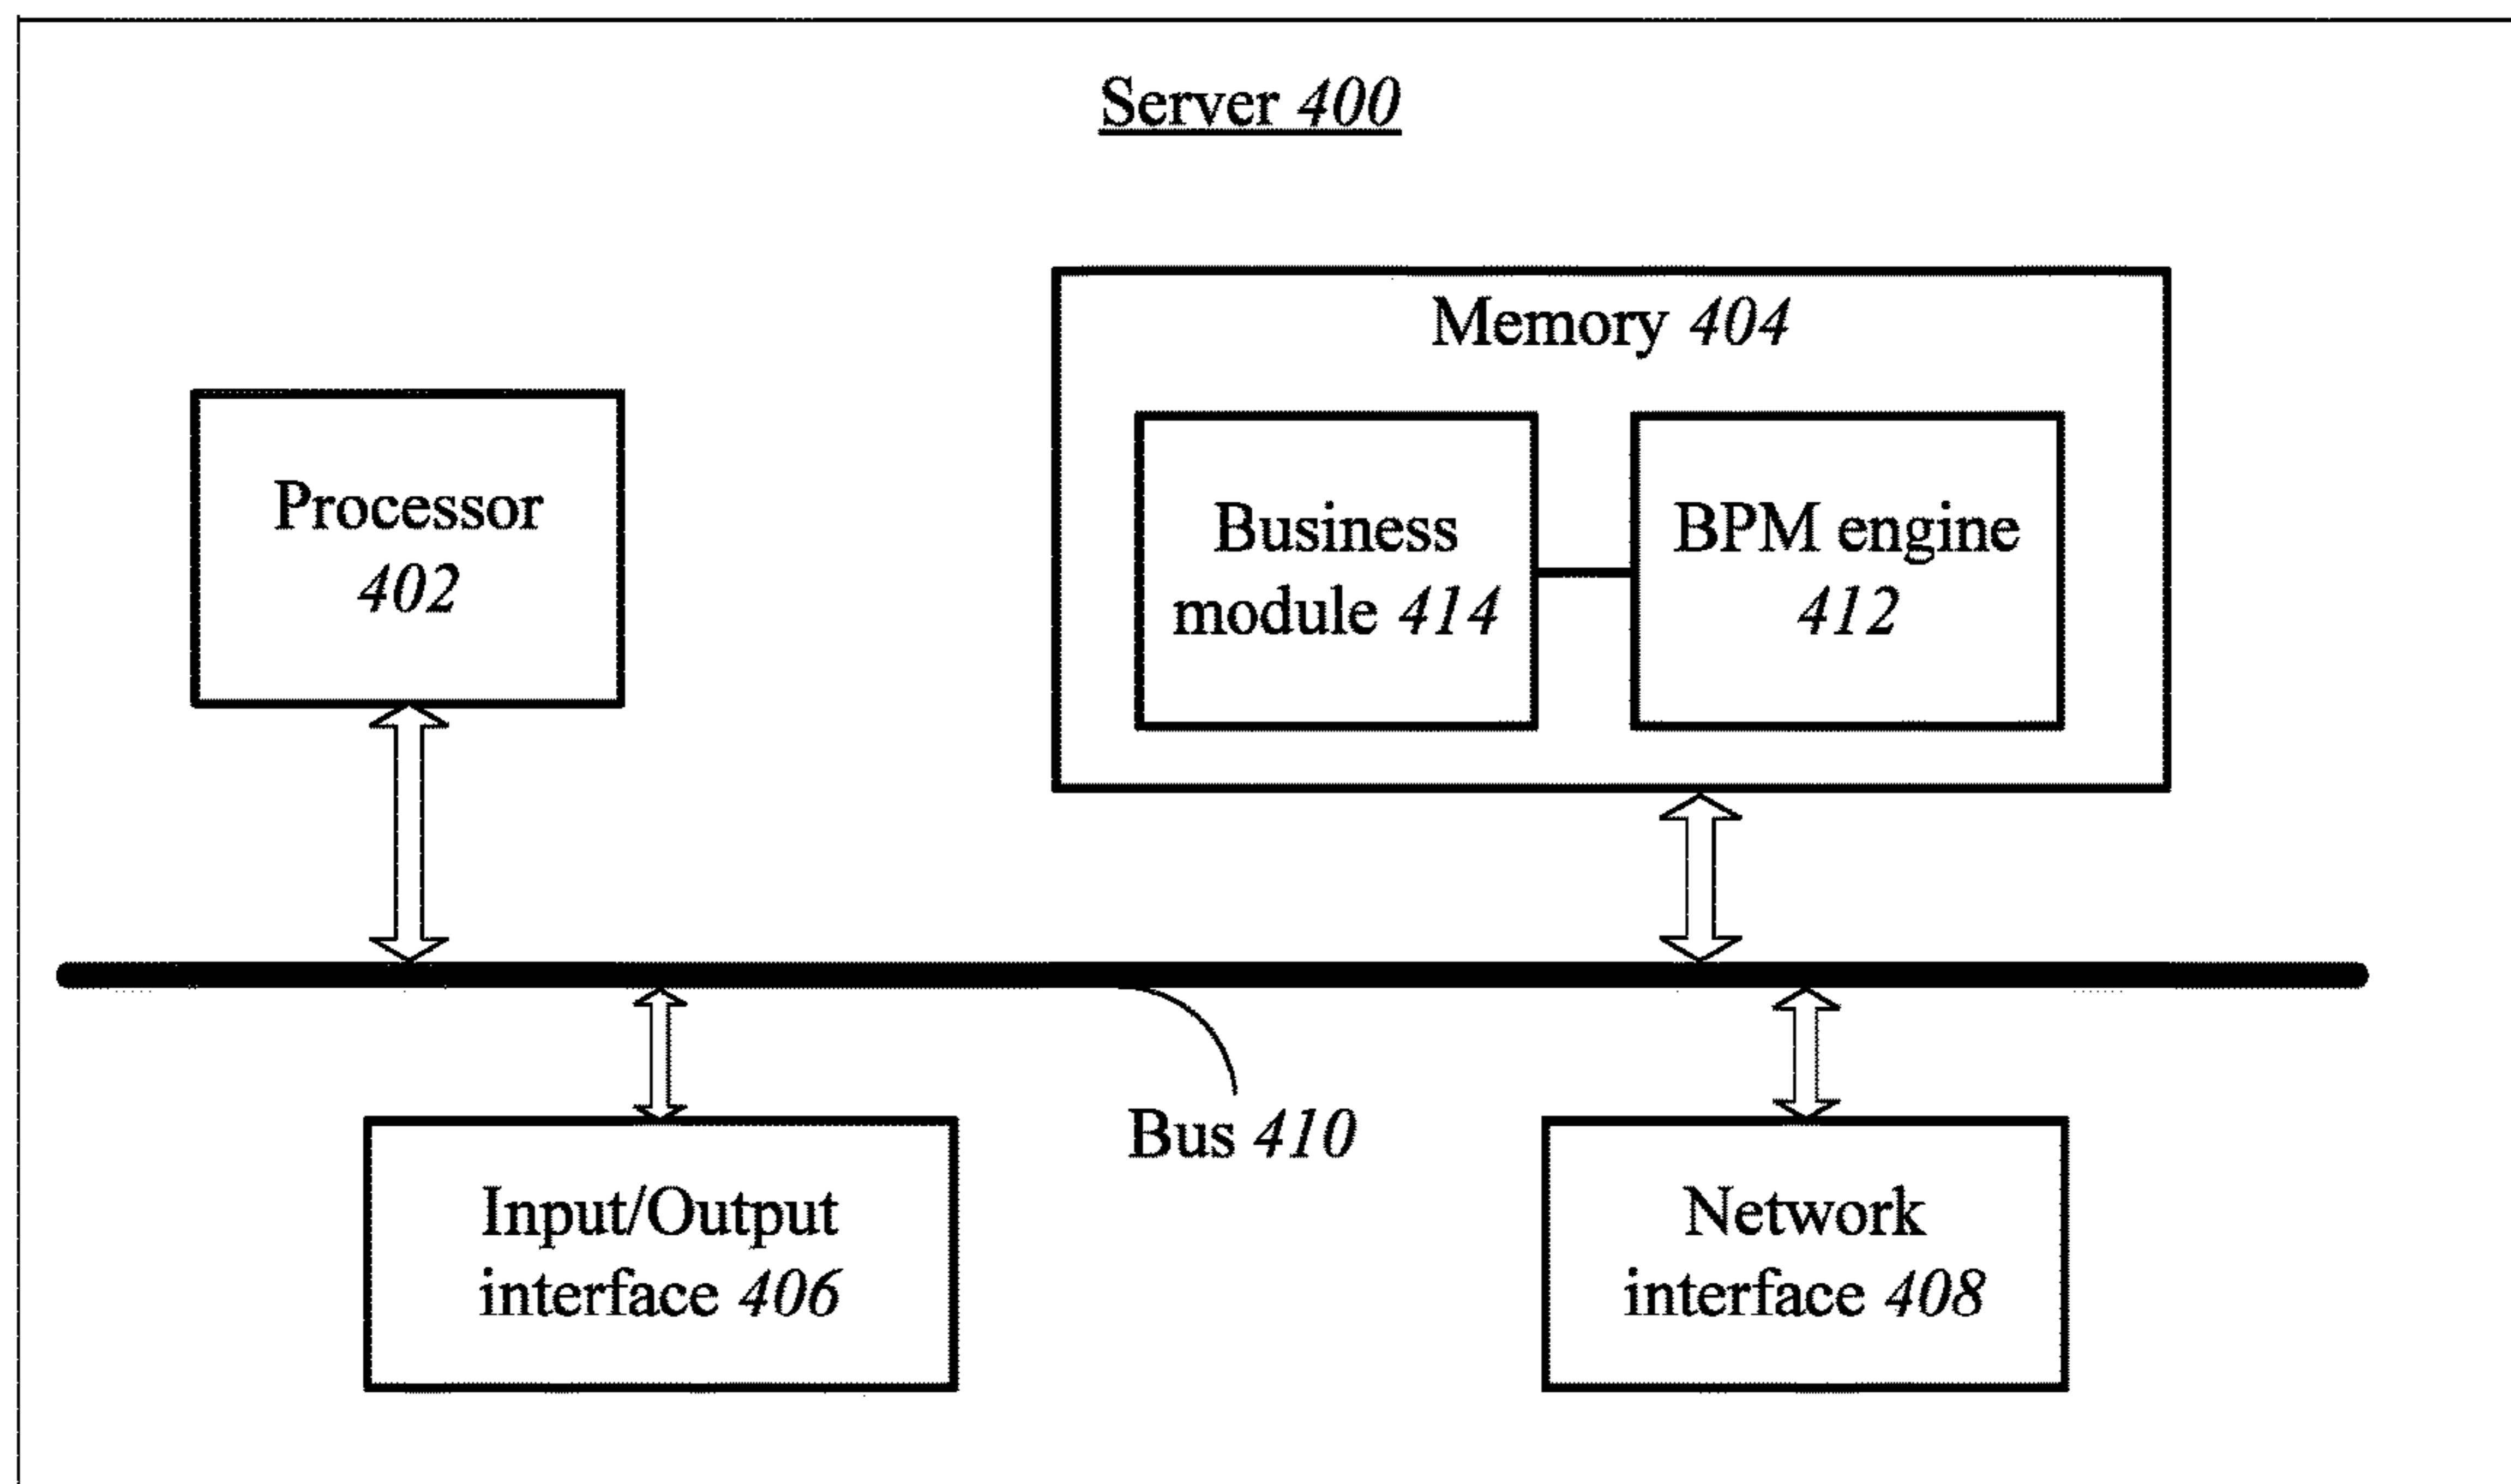 Server 400
Memory 404
Processor
402
Business
module 414
BPM engine
412
Bus 410
Input/Output
interface 406
Network
interface 408